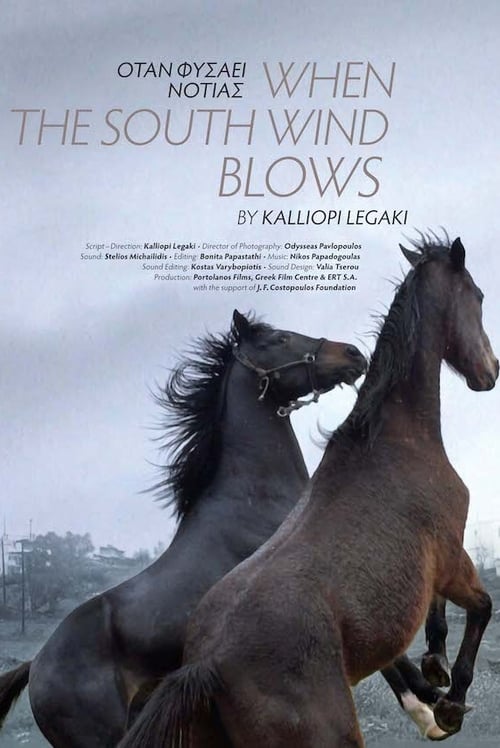 ΟΤΑΝ ΦΥΣΑΕΙ
ΝΟΤΙΑΣ
WHEN
THE SOUTH WIND
BLOWS
BY KALLIOPI LEGAKI
Script–Direction: Kalliopi Legaki • Director of Photography: Odysseas Pavlopoulos
Sound: Stelios Michailidis • Editing: Bonita Papastathi • Music: Nikos Papadogoulas
Sound Editing: Kostas Varybopiotis • Sound Design: Valia Tserou
Production: Portolanos Films, Greek Film Centre & ERT S.A.
with the support of J. F. Costopoulos Foundation